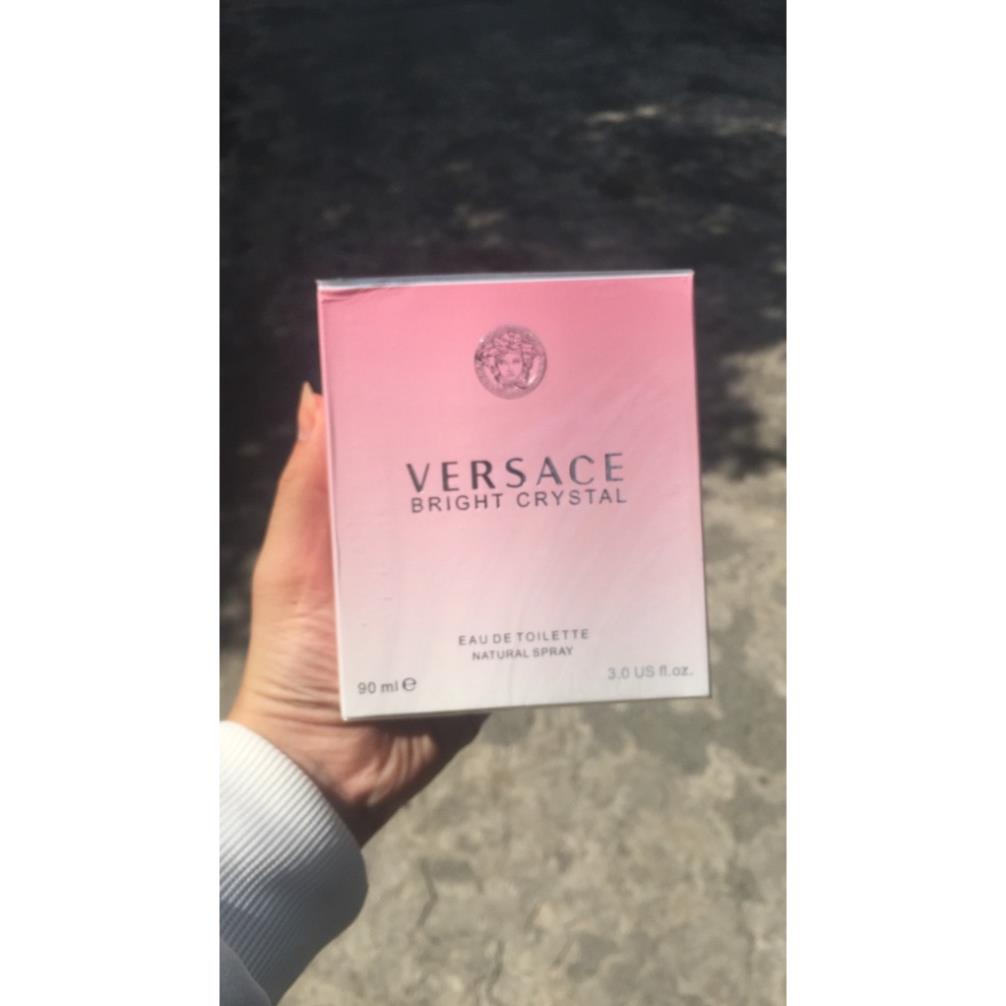 VERSACE
BRIGHT CRYSTAL
EAU DE TOILETTE
NATURAL SPRAY
90 ml ℮
3.0 US fl.oz.